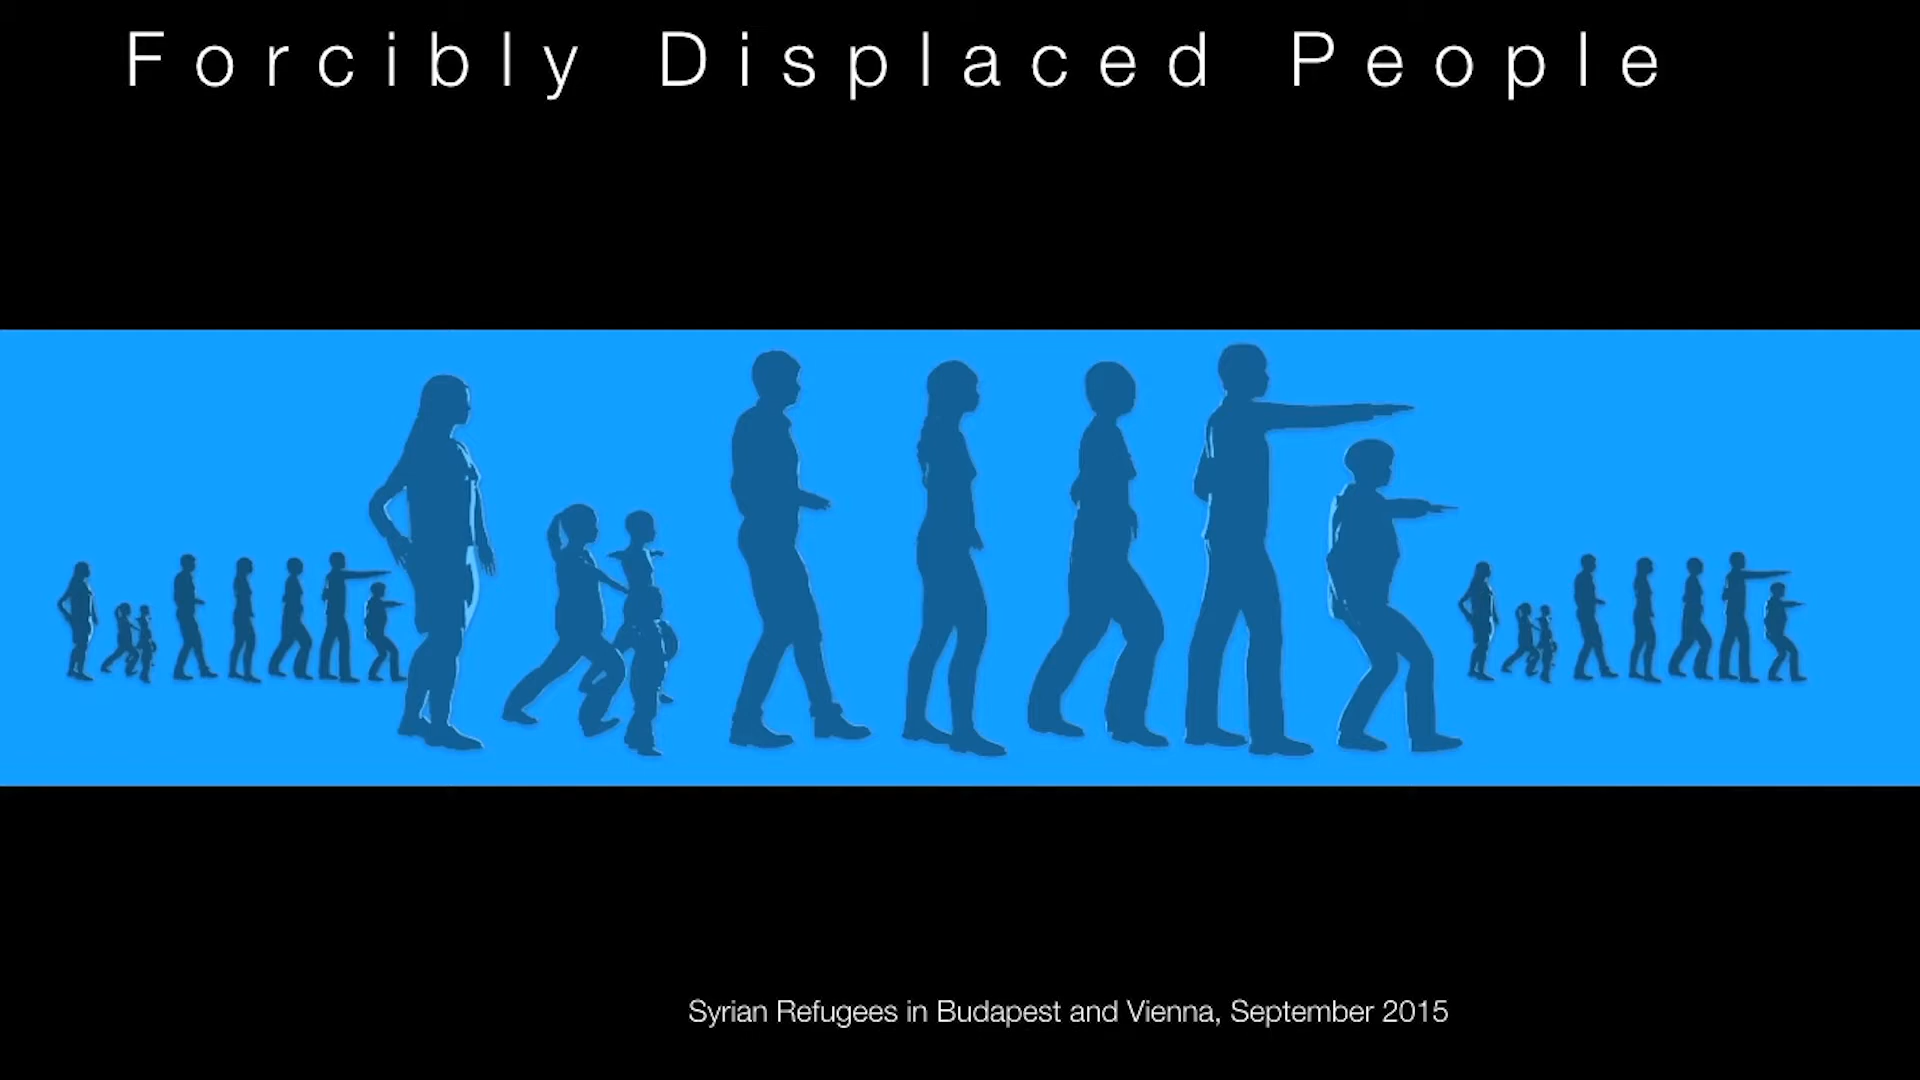 Forcibly Displaced People
Syrian Refugees in Budapest and Vienna, September 2015